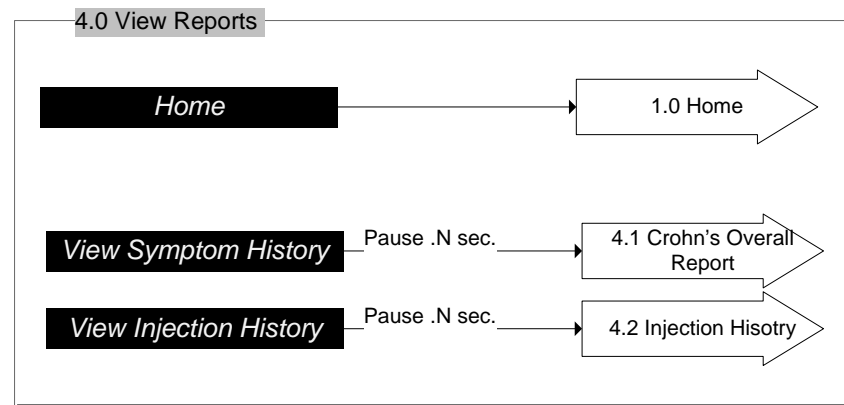 4.0 View Reports
Home
1.0 Home
View Symptom History
Pause .N sec.
4.1 Crohn's Overall
Report
View Injection History
Pause .N sec.
4.2 Injection Hisotry